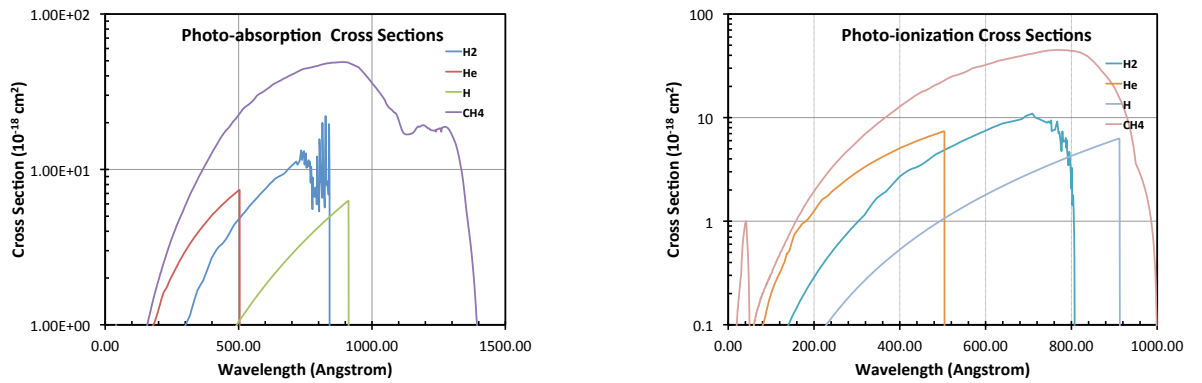 Photo-absorption Cross Sections
H2
He
H
CH4
1.00E+02
1.00E+01
1.00E+00
Cross Section (10⁻¹⁸ cm²)
0.00
500.00
1000.00
1500.00
Wavelength (Angstrom)
Photo-ionization Cross Sections
H2
He
H
CH4
100
10
1
0.1
Cross Section (10⁻¹⁸ cm²)
0.00
200.00
400.00
600.00
800.00
1000.00
Wavelength (Angstrom)